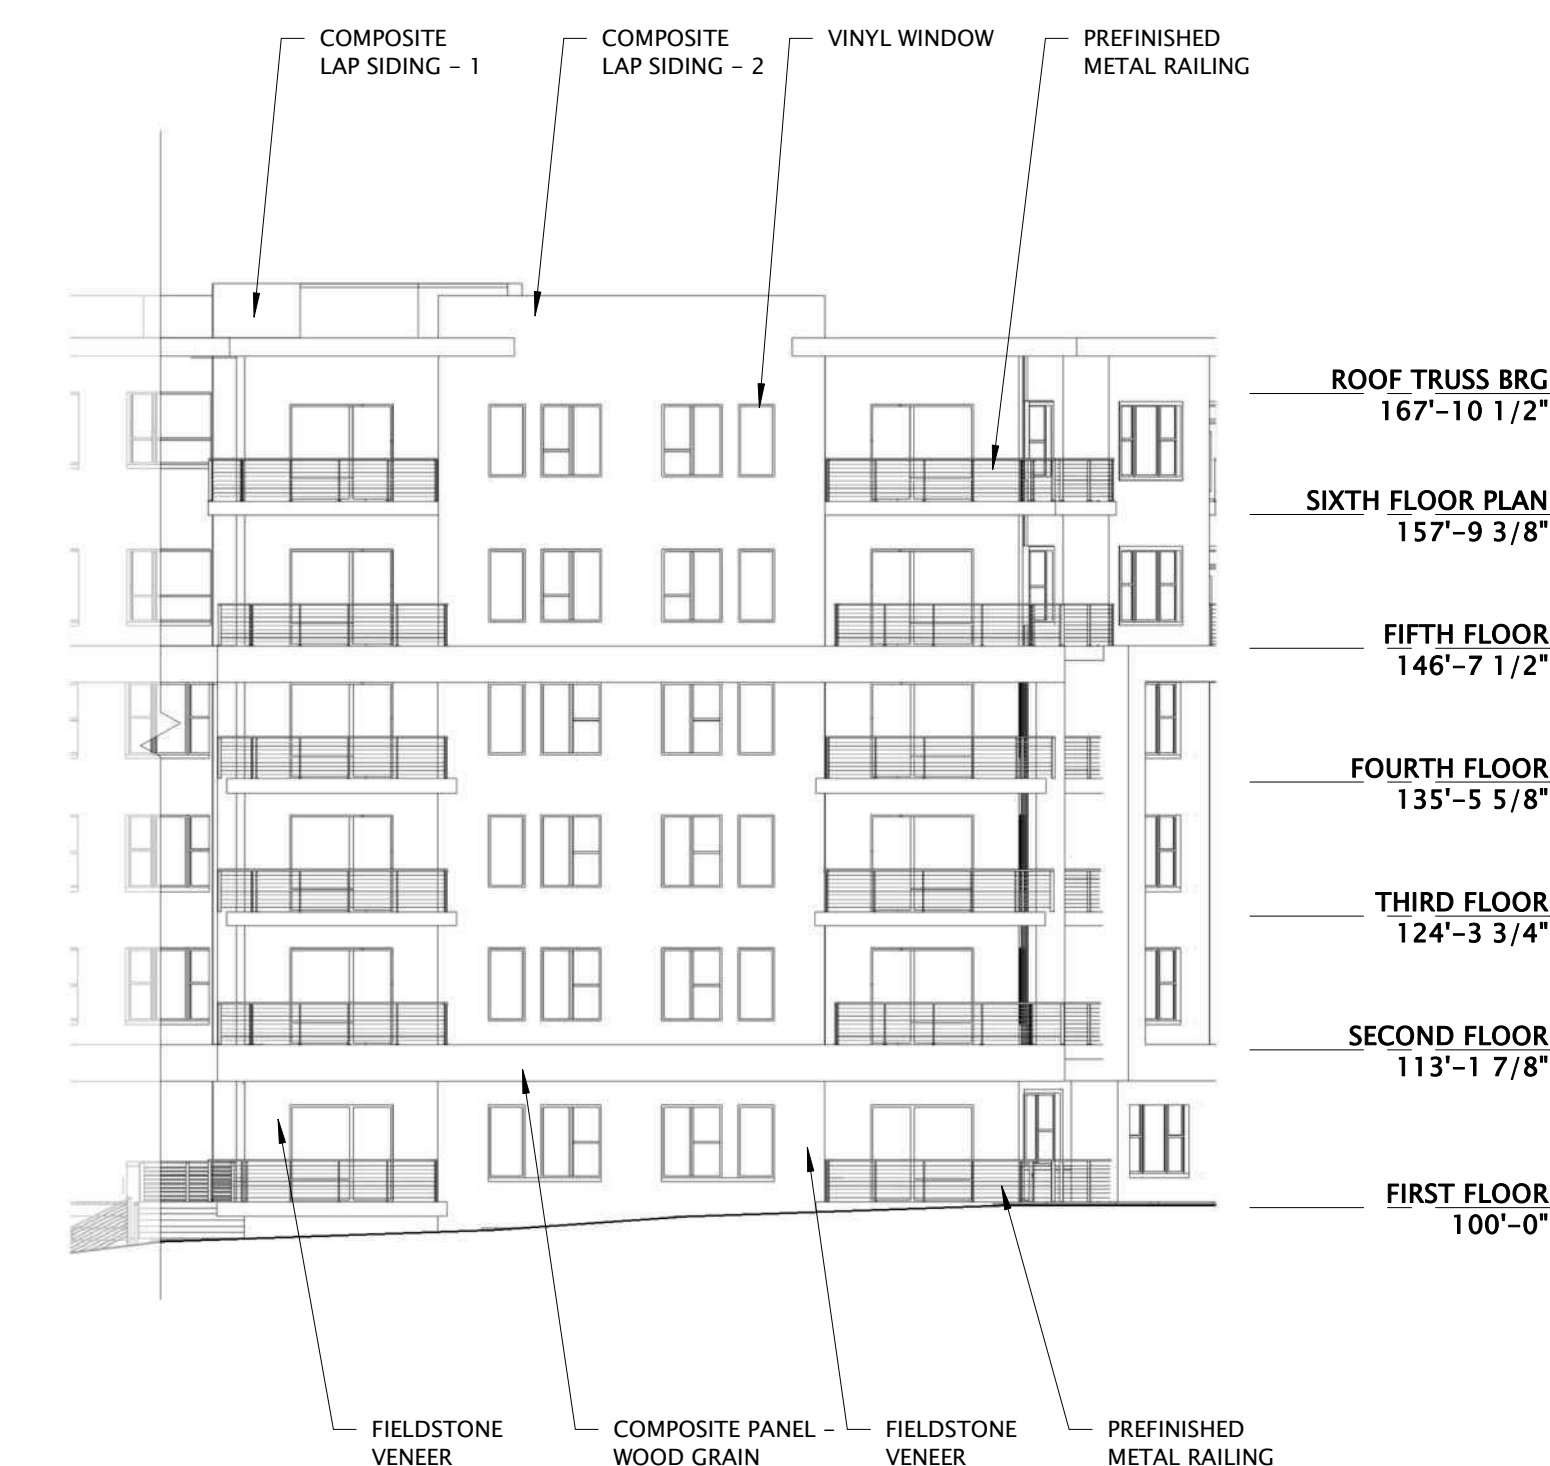 COMPOSITE
LAP SIDING – 1
COMPOSITE
LAP SIDING – 2
VINYL WINDOW
PREFINISHED
METAL RAILING
ROOF TRUSS BRG
167'–10 1/2"
SIXTH FLOOR PLAN
157'–9 3/8"
FIFTH FLOOR
146'–7 1/2"
FOURTH FLOOR
135'–5 5/8"
THIRD FLOOR
124'–3 3/4"
SECOND FLOOR
113'–1 7/8"
FIRST FLOOR
100'–0"
FIELDSTONE
VENEER
COMPOSITE PANEL –
WOOD GRAIN
FIELDSTONE
VENEER
PREFINISHED
METAL RAILING